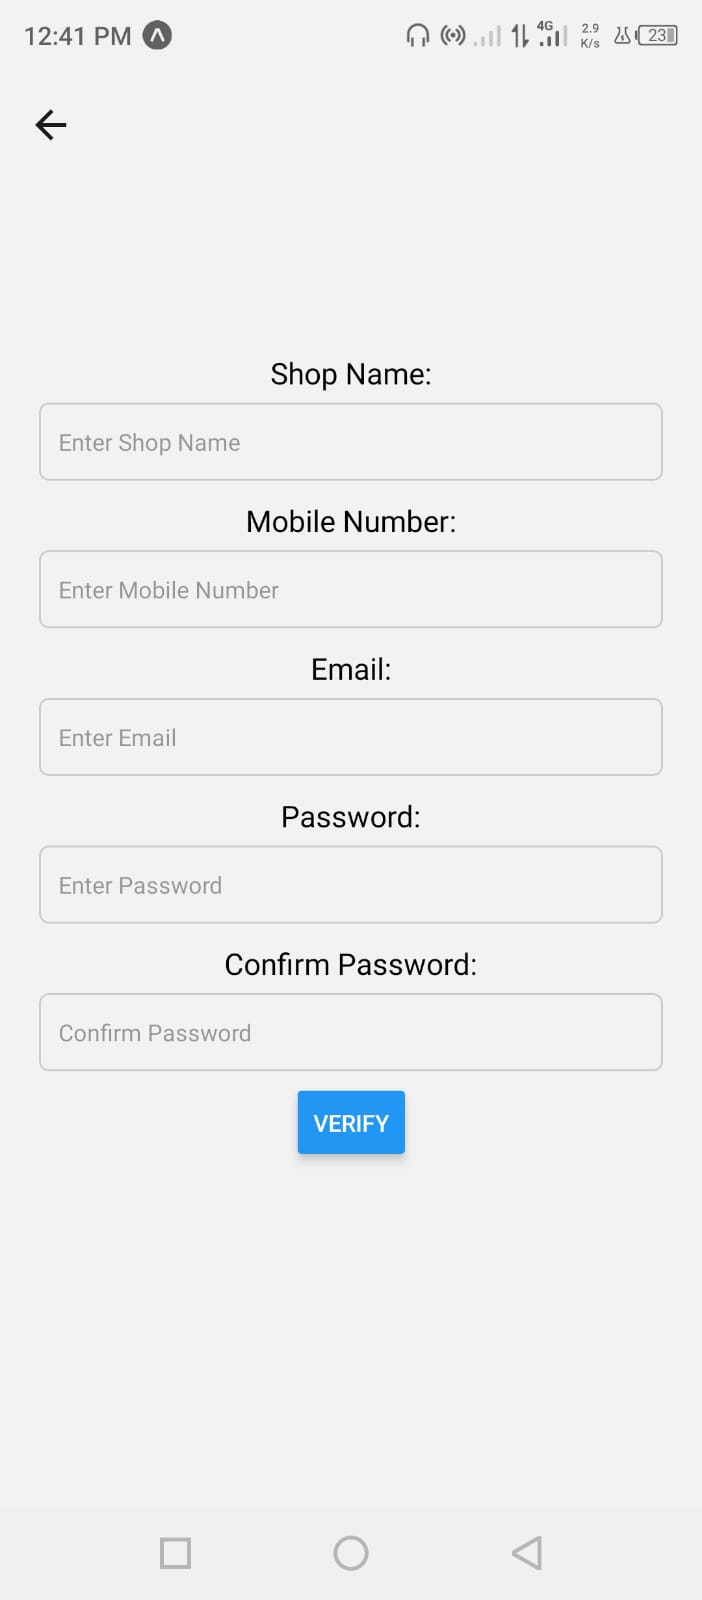 12:41 PM
4G
2.9
K/s
23
Shop Name:
Enter Shop Name
Mobile Number:
Enter Mobile Number
Email:
Enter Email
Password:
Enter Password
Confirm Password:
Confirm Password
VERIFY